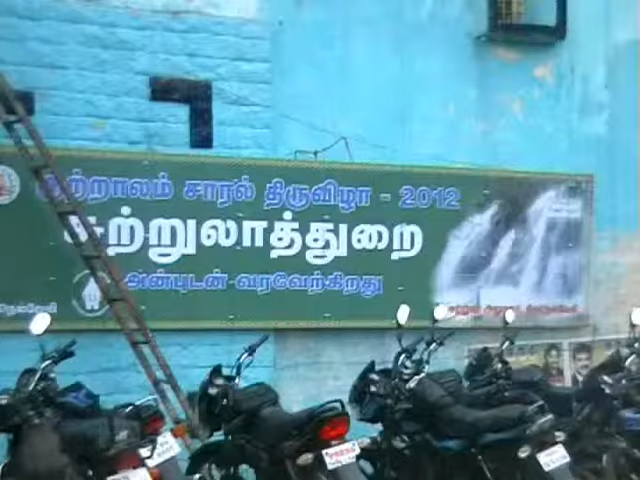 குற்றாலம் சாரல் திருவிழா - 2012
சுற்றுலாத்துறை
அன்புடன் வரவேற்கிறது